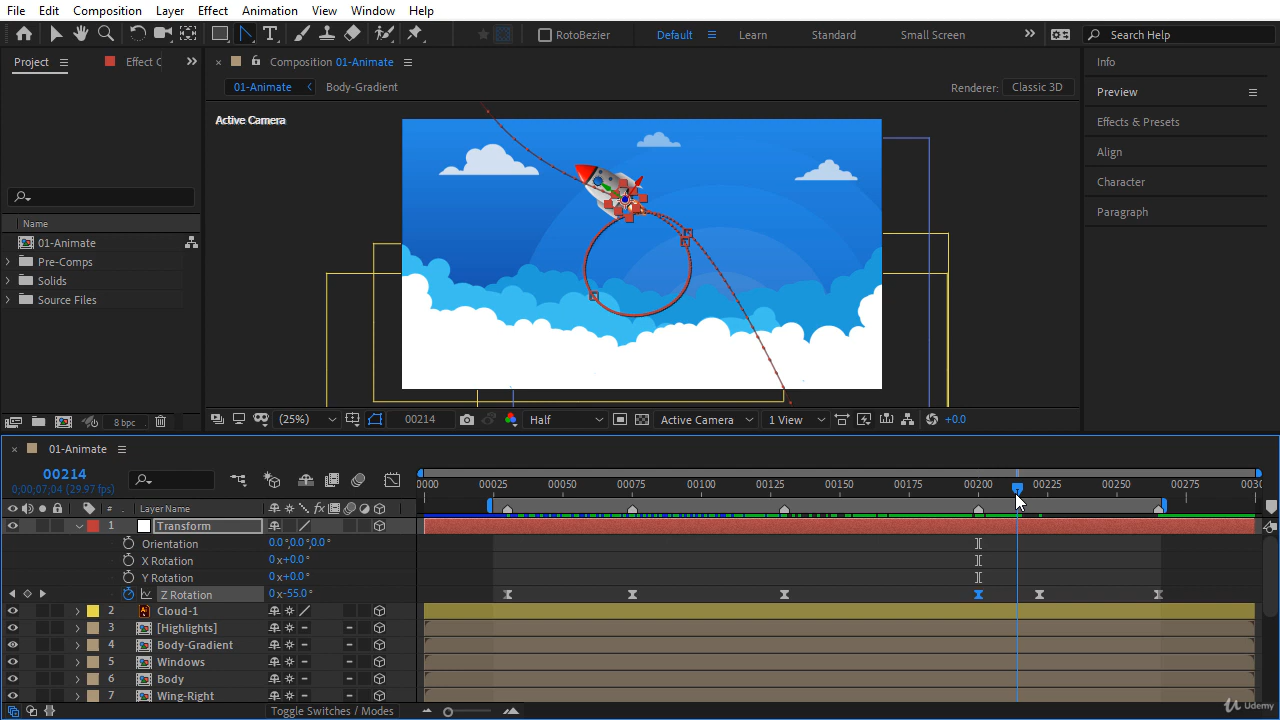 File Edit Composition Layer Effect Animation View Window Help
RotoBezier Default Learn Standard Small Screen Search Help
Project Effect C Composition 01-Animate Info
01-Animate Body-Gradient Renderer: Classic 3D Preview
Active Camera Effects & Presets
Align
Character
Paragraph
Name
01-Animate
Pre-Comps
Solids
Source Files
8 bpc (25%) 00214 Half Active Camera 1 View +0.0
01-Animate
00214
0;00;07;04 (29.97 fps)
0000 00025 00050 00075 00100 00125 00150 00175 00200 00225 00250 00275 0030
# Layer Name
1 Transform
Orientation 0.0°,0.0°,0.0°
X Rotation 0x+0.0°
Y Rotation 0x+0.0°
Z Rotation 0x-55.0°
2 Cloud-1
3 [Highlights]
4 Body-Gradient
5 Windows
6 Body
7 Wing-Right
Toggle Switches / Modes
Udemy